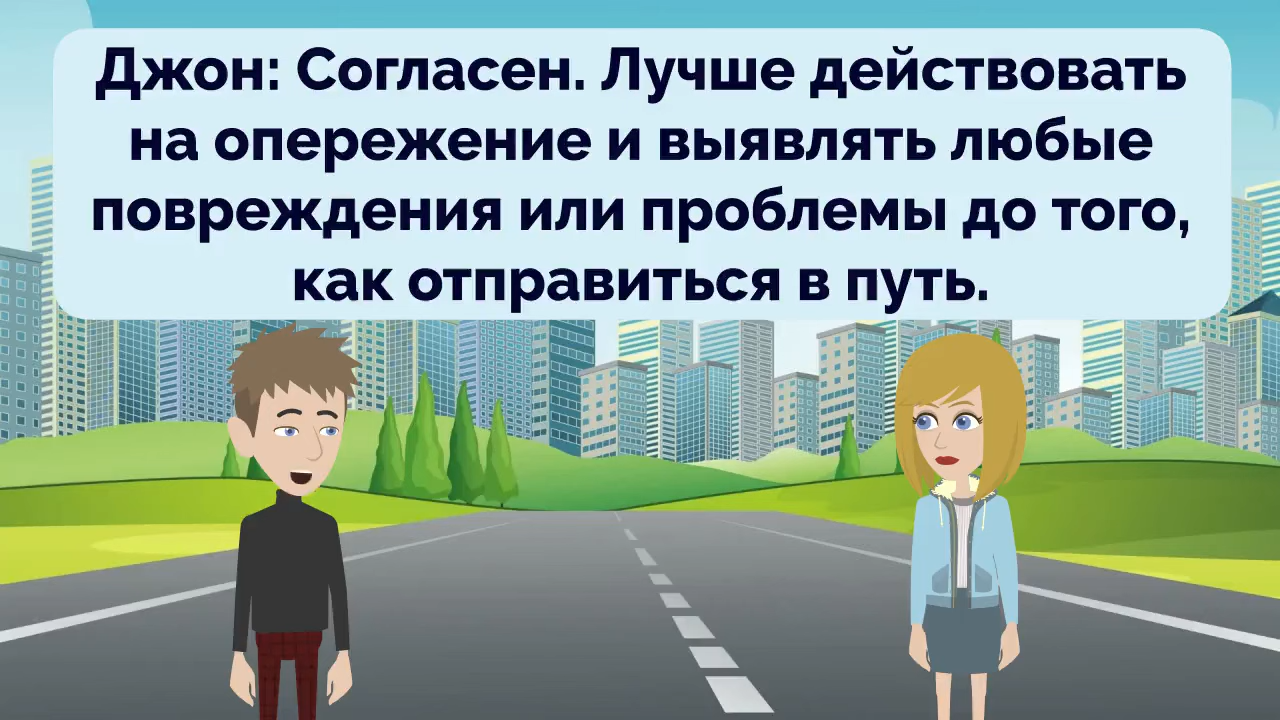 Джон: Согласен. Лучше действовать
на опережение и выявлять любые
повреждения или проблемы до того,
как отправиться в путь.